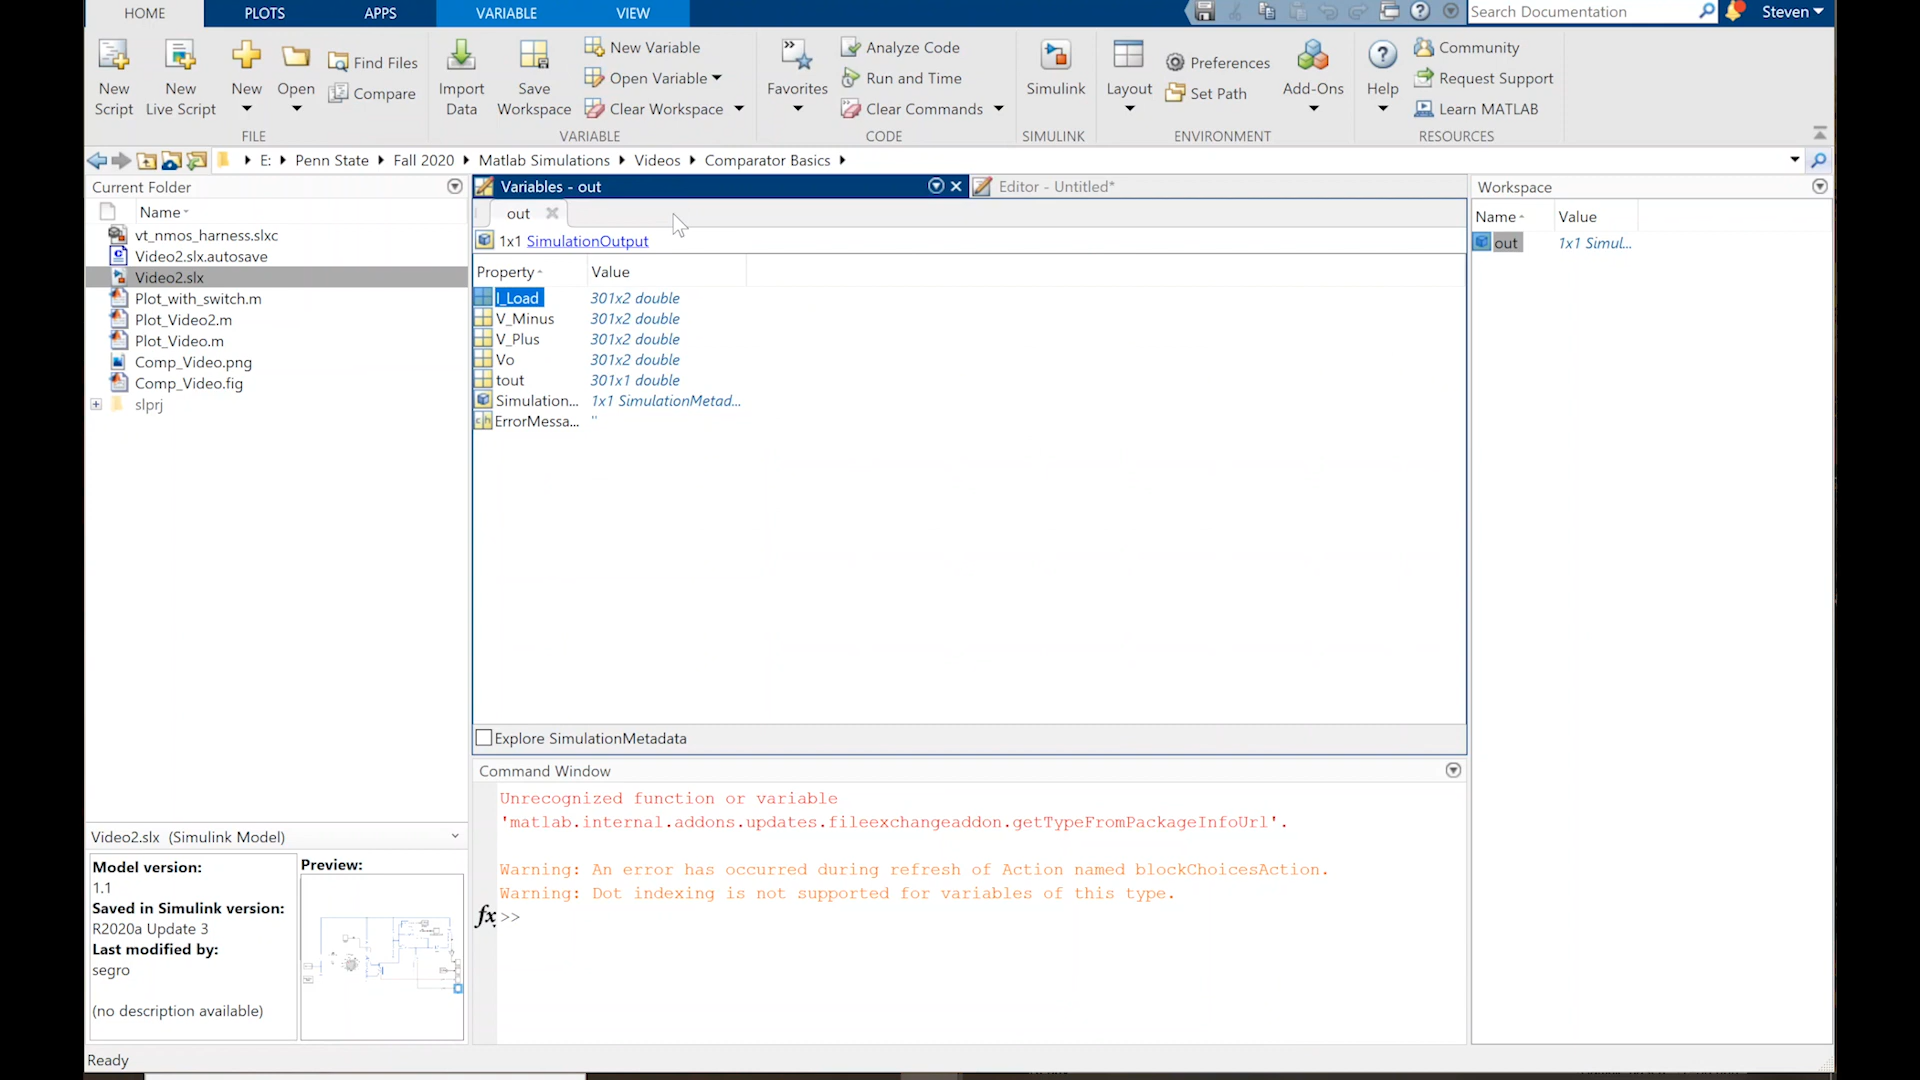 HOME PLOTS APPS VARIABLE VIEW Search Documentation Steven
New Script
New Live Script
New
Open
Find Files
Compare
FILE
Import Data
Save Workspace
New Variable
Open Variable
Clear Workspace
VARIABLE
Favorites
Analyze Code
Run and Time
Clear Commands
CODE
Simulink
SIMULINK
Layout
Preferences
Set Path
Add-Ons
ENVIRONMENT
Help
Community
Request Support
Learn MATLAB
RESOURCES
E: Penn State Fall 2020 Matlab Simulations Videos Comparator Basics
Current Folder
Name
vt_nmos_harness.slxc
Video2.slx.autosave
Video2.slx
Plot_with_switch.m
Plot_Video2.m
Plot_Video.m
Comp_Video.png
Comp_Video.fig
slprj
Video2.slx (Simulink Model)
Model version:
1.1
Saved in Simulink version:
R2020a Update 3
Last modified by:
segro
(no description available)
Preview:
Variables - out
Editor - Untitled*
out
1x1 SimulationOutput
Property Value
I_Load 301x2 double
V_Minus 301x2 double
V_Plus 301x2 double
Vo 301x2 double
tout 301x1 double
Simulation... 1x1 SimulationMetad...
ErrorMessa... ''
Explore SimulationMetadata
Command Window
Unrecognized function or variable
'matlab.internal.addons.updates.fileexchangeaddon.getTypeFromPackageInfoUrl'.
Warning: An error has occurred during refresh of Action named blockChoicesAction.
Warning: Dot indexing is not supported for variables of this type.
fx >>
Workspace
Name Value
out 1x1 Simul...
Ready